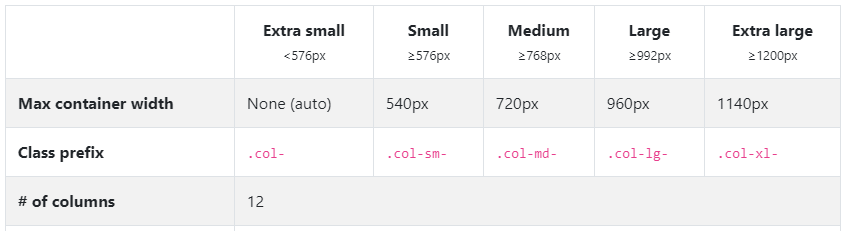 Extra small Small Medium Large Extra large
<576px ≥576px ≥768px ≥992px ≥1200px
Max container width None (auto) 540px 720px 960px 1140px
Class prefix .col- .col-sm- .col-md- .col-lg- .col-xl-
# of columns 12